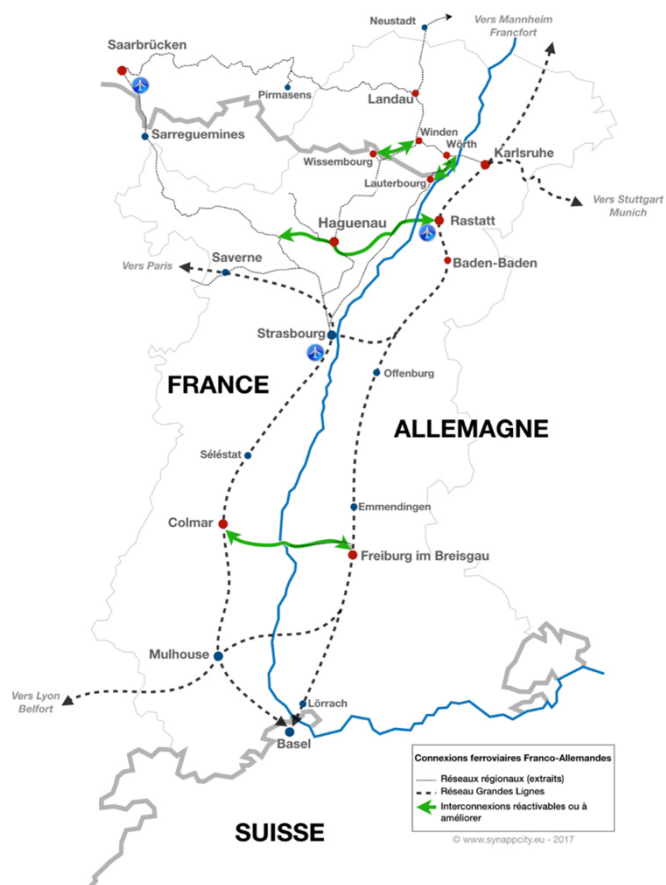 Neustadt
Vers Mannheim
Francfort
Saarbrücken
Pirmasens
Landau
Sarreguemines
Winden
Wörth
Wissembourg
Karlsruhe
Lauterbourg
Vers Stuttgart
Munich
Haguenau
Rastatt
Vers Paris
Saverne
Baden-Baden
Strasbourg
Offenburg
FRANCE
ALLEMAGNE
Séléstat
Emmendingen
Colmar
Freiburg im Breisgau
Mulhouse
Vers Lyon
Belfort
Lörrach
Basel
SUISSE
Connexions ferroviaires Franco-Allemandes
Réseaux régionaux (extraits)
Réseau Grandes Lignes
Interconnexions réactivables ou à
améliorer
© www.synappcity.eu - 2017